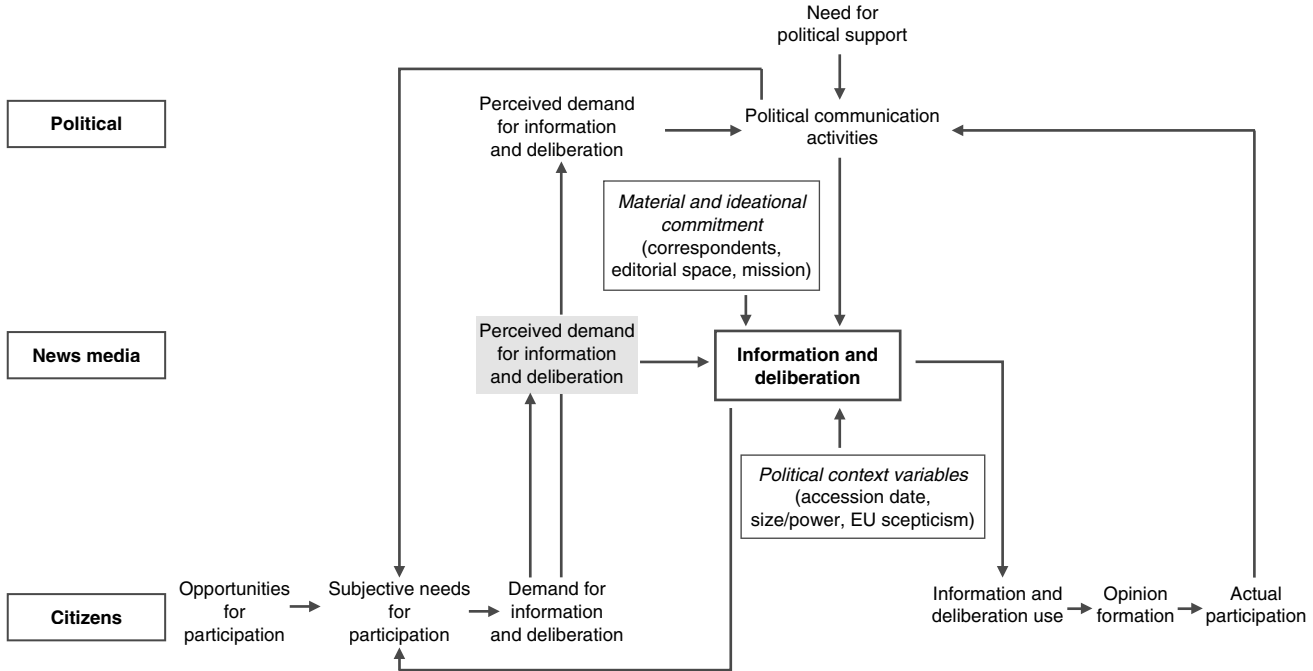 Need for
political support
Political
Perceived demand
for information
and deliberation
Political communication
activities
Material and ideational
commitment
(correspondents,
editorial space, mission)
News media
Perceived demand
for information
and deliberation
Information and
deliberation
Political context variables
(accession date,
size/power, EU scepticism)
Citizens
Opportunities
for
participation
Subjective needs
for
participation
Demand for
information
and deliberation
Information and
deliberation use
Opinion
formation
Actual
participation